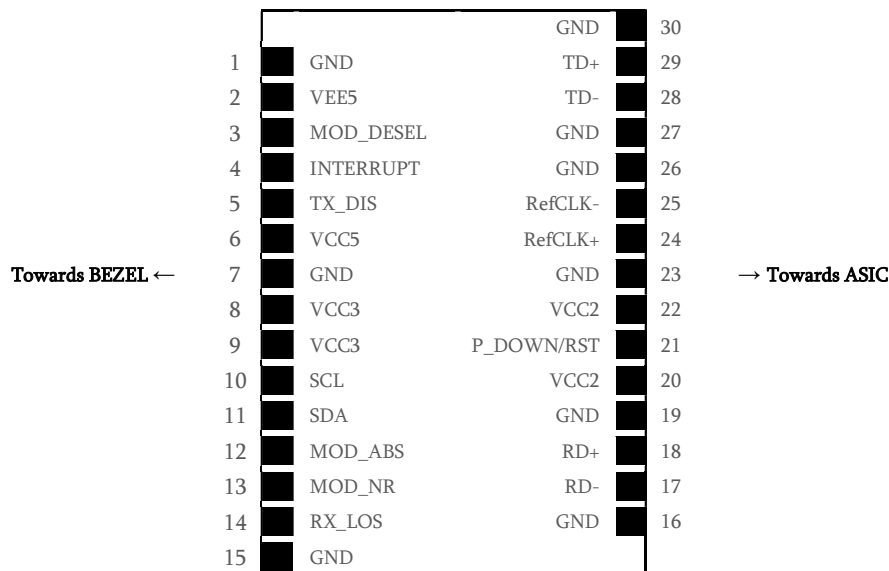 GND 30
1 GND TD+ 29
2 VEE5 TD- 28
3 MOD_DESEL GND 27
4 INTERRUPT GND 26
5 TX_DIS RefCLK- 25
6 VCC5 RefCLK+ 24
Towards BEZEL ← 7 GND GND 23 → Towards ASIC
8 VCC3 VCC2 22
9 VCC3 P_DOWN/RST 21
10 SCL VCC2 20
11 SDA GND 19
12 MOD_ABS RD+ 18
13 MOD_NR RD- 17
14 RX_LOS GND 16
15 GND